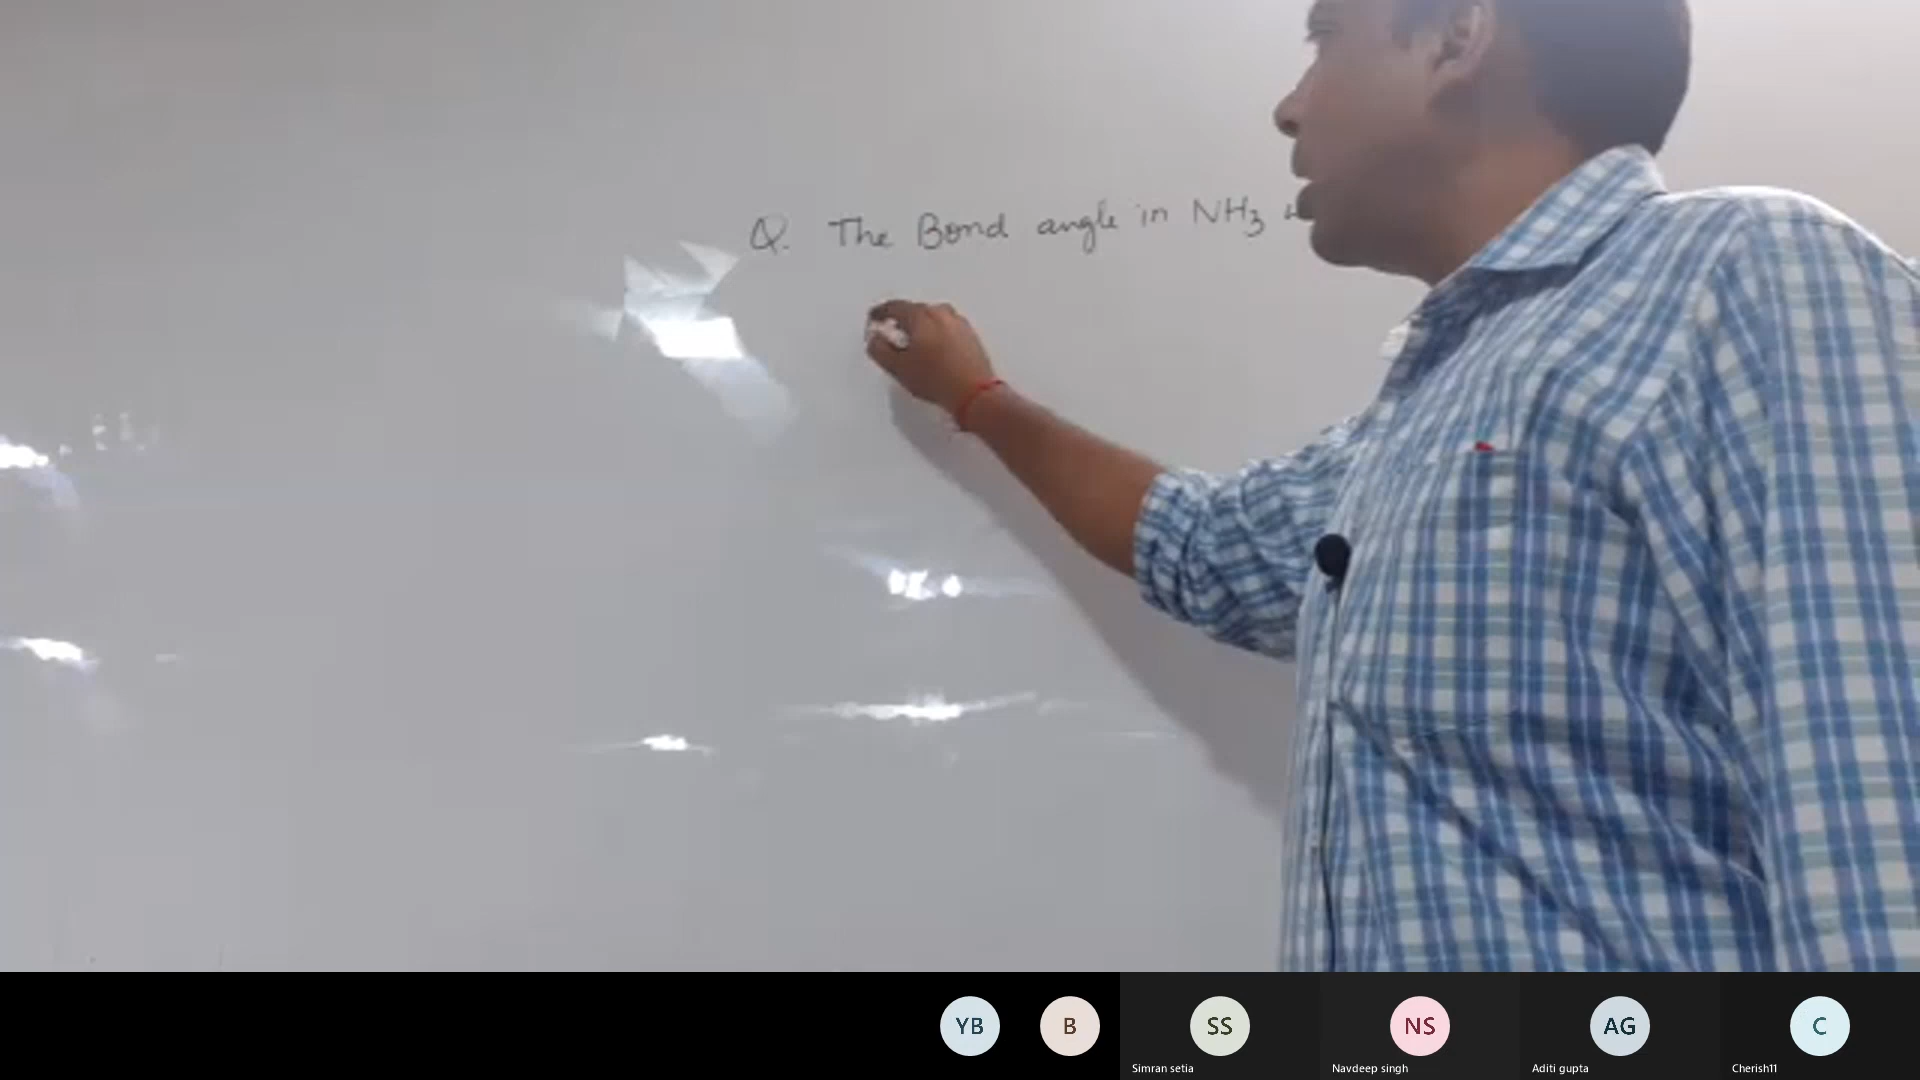 Q. The Bond angle in NH3
YB B SS NS AG C
Simran setia Navdeep singh Aditi gupta Cherish11